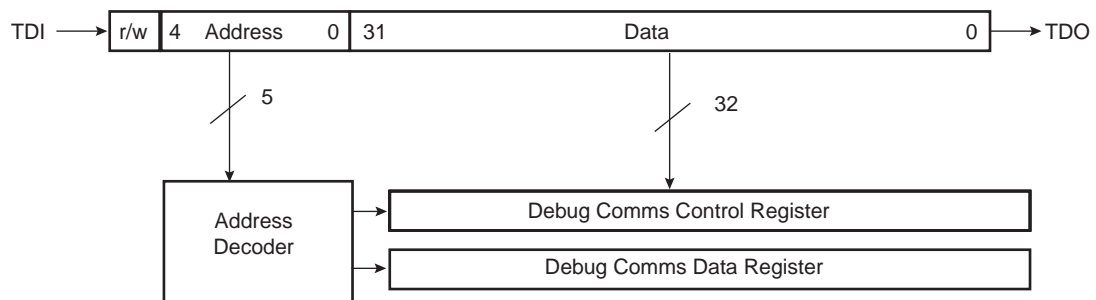 TDI r/w 4 Address 0 31 Data 0 TDO
5
32
Address
Decoder
Debug Comms Control Register
Debug Comms Data Register